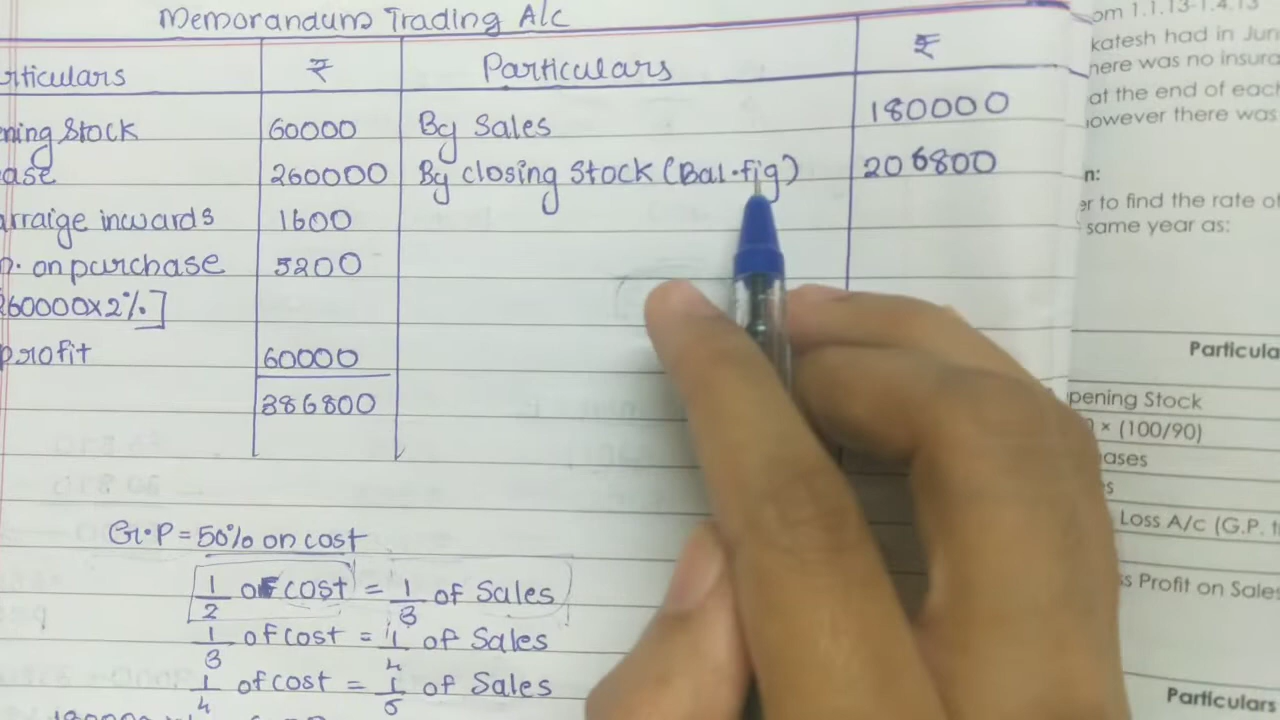 Memorandum Trading A/c
rticulars ₹ Particulars ₹
ning Stock 60000 By Sales 180000
ase 260000 By closing Stock (Bal.fig) 206800
arraige inwards 1600
p. on purchase 5200
260000x2%]
profit 60000
386800
G.P = 50% on cost
1/2 of cost = 1/3 of Sales
1/3 of cost = 1/4 of Sales
1/4 of cost = 1/5 of Sales
om 1.1.13-1.4.13
katesh had in Jun
here was no insura
at the end of each
owever there was
n:
er to find the rate of
same year as:
Particula
pening Stock
× (100/90)
ases
s
Loss A/c (G.P. t
s Profit on Sales
Particulars